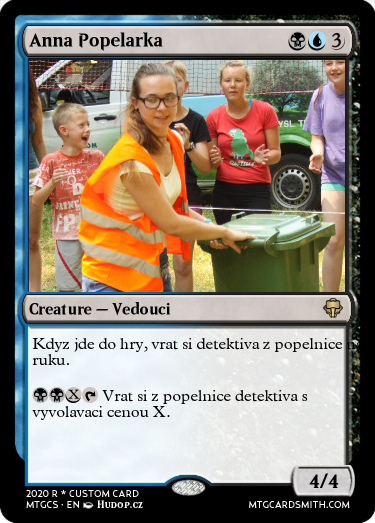 Anna Popelarka
3
Creature — Vedouci
Kdyz jde do hry, vrat si detektiva z popelnice n
ruku.
X Vrat si z popelnice detektiva s
vyvolavaci cenou X.
4/4
2020 R * CUSTOM CARD
MTGCS · EN HUDOP.CZ
MTGCARDSMITH.COM